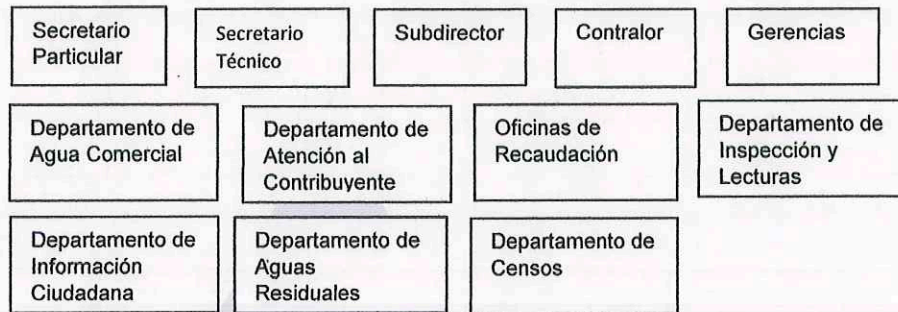 Secretario
Particular
Secretario
Técnico
Subdirector
Contralor
Gerencias
Departamento de
Agua Comercial
Departamento de
Atención al
Contribuyente
Oficinas de
Recaudación
Departamento de
Inspección y
Lecturas
Departamento de
Información
Ciudadana
Departamento de
Aguas
Residuales
Departamento de
Censos